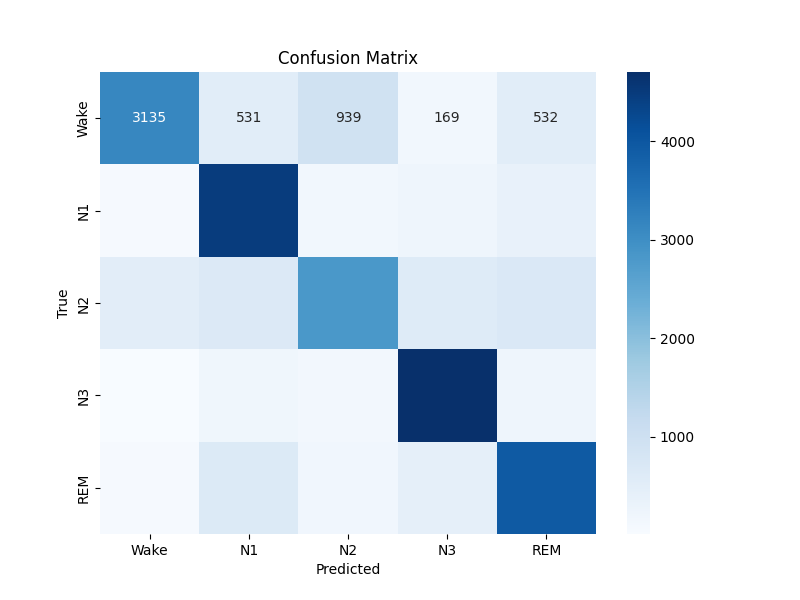 Confusion Matrix
Wake
3135 531 939 169 532
N1
N2
N3
REM
True
Wake N1 N2 N3 REM
Predicted
4000
3000
2000
1000